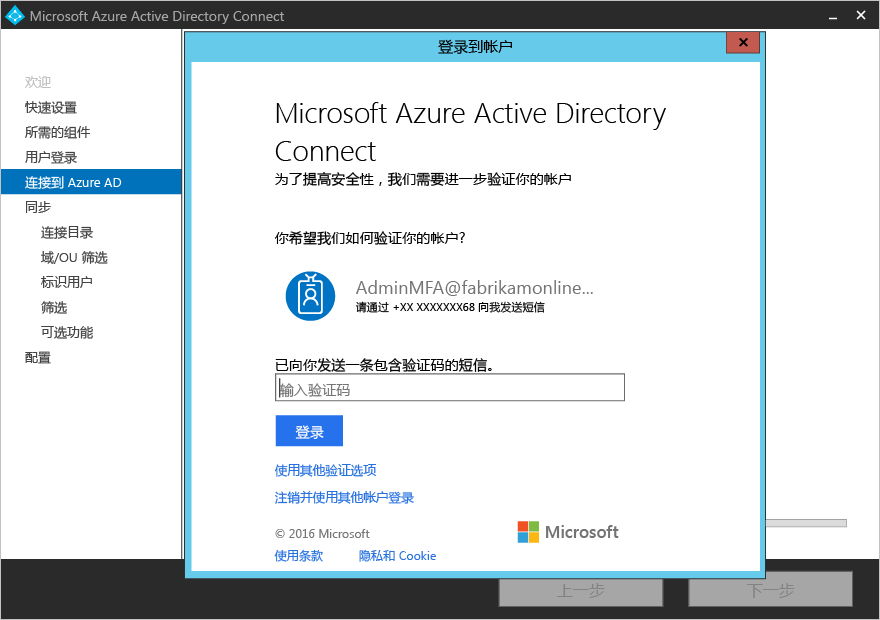 Microsoft Azure Active Directory Connect
欢迎
快速设置
所需的组件
用户登录
连接到 Azure AD
同步
连接目录
域/OU 筛选
标识用户
筛选
可选功能
配置
登录到帐户
Microsoft Azure Active Directory
Connect
为了提高安全性，我们需要进一步验证你的帐户
你希望我们如何验证你的帐户?
AdminMFA@fabrikamonline...
请通过 +XX XXXXXXX68 向我发送短信
已向你发送一条包含验证码的短信。
输入验证码
登录
使用其他验证选项
注销并使用其他帐户登录
© 2016 Microsoft
Microsoft
使用条款 隐私和 Cookie
上一步 下一步